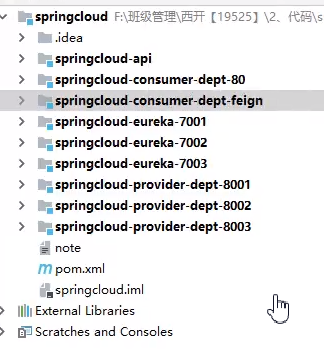 springcloud F:\班级管理\西开【19525】\2、代码\s
.idea
springcloud-api
springcloud-consumer-dept-80
springcloud-consumer-dept-feign
springcloud-eureka-7001
springcloud-eureka-7002
springcloud-eureka-7003
springcloud-provider-dept-8001
springcloud-provider-dept-8002
springcloud-provider-dept-8003
note
pom.xml
springcloud.iml
External Libraries
Scratches and Consoles